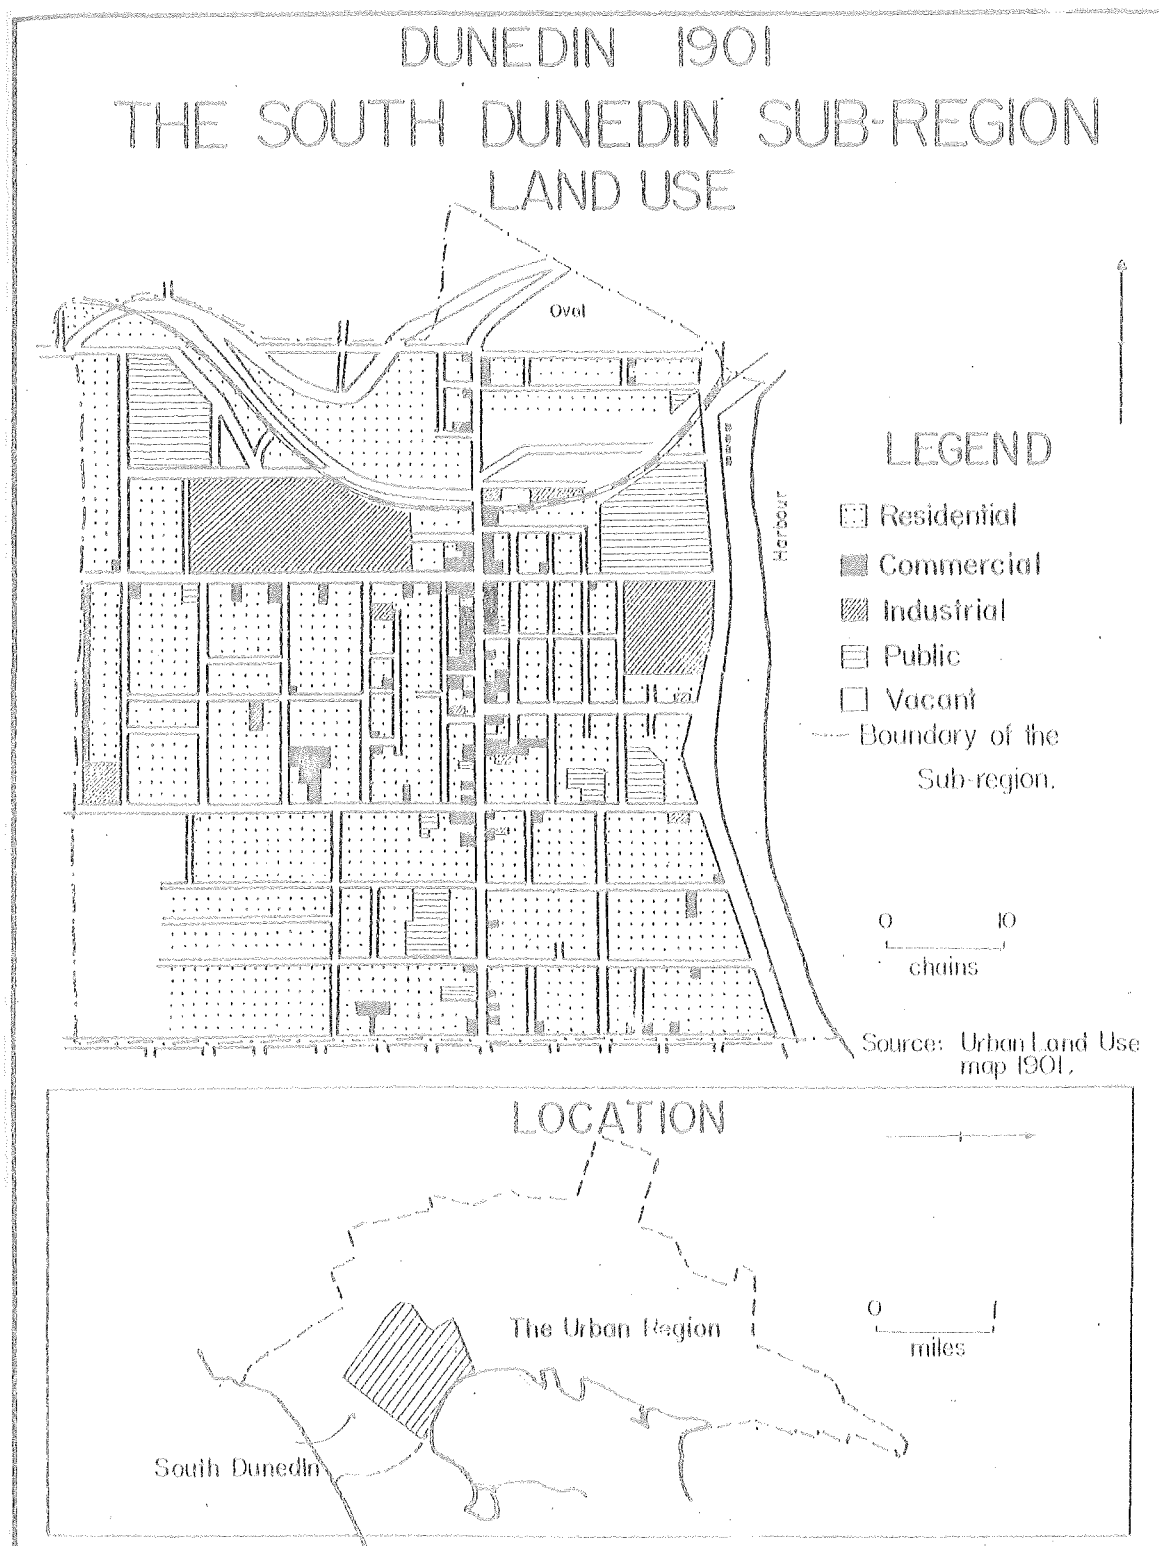 DUNEDIN 1901
THE SOUTH DUNEDIN SUB-REGION
LAND USE
Oval
Harbour
LEGEND
Residential
Commercial
Industrial
Public
Vacant
Boundary of the
Sub-region.
0 10
chains
Source: Urban Land Use
map 1901.
LOCATION
The Urban Region
0 1
miles
South Dunedin